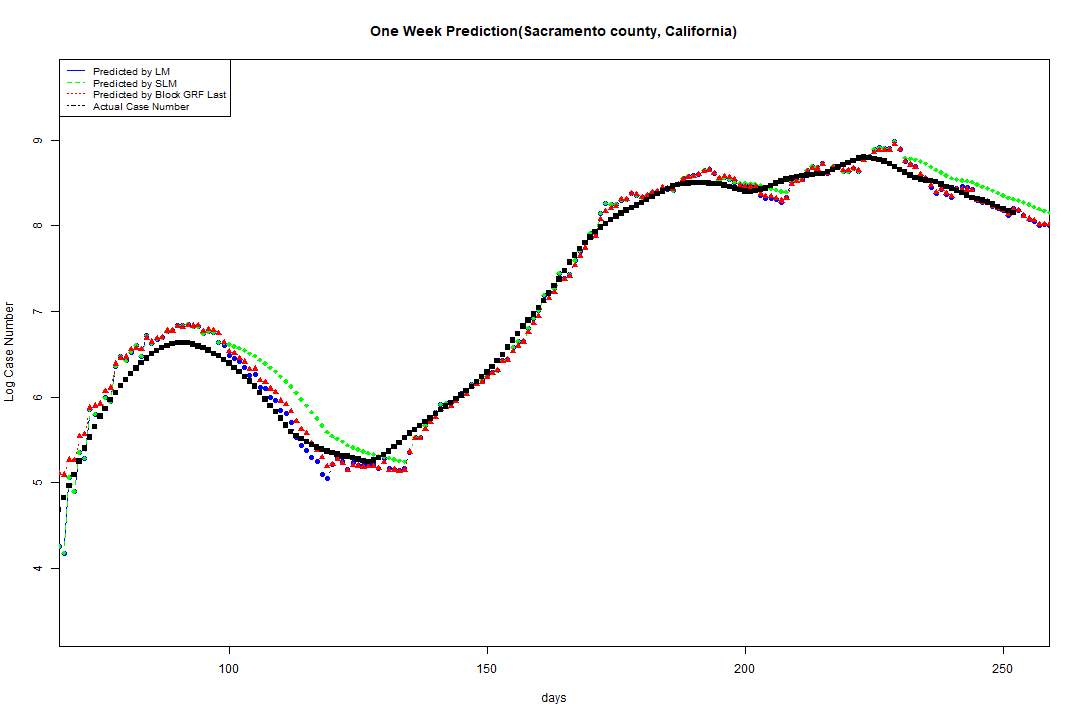 One Week Prediction(Sacramento county, California)
Predicted by LM
Predicted by SLM
Predicted by Block GRF Last
Actual Case Number
9
8
7
6
5
4
Log Case Number
100
150
200
250
days